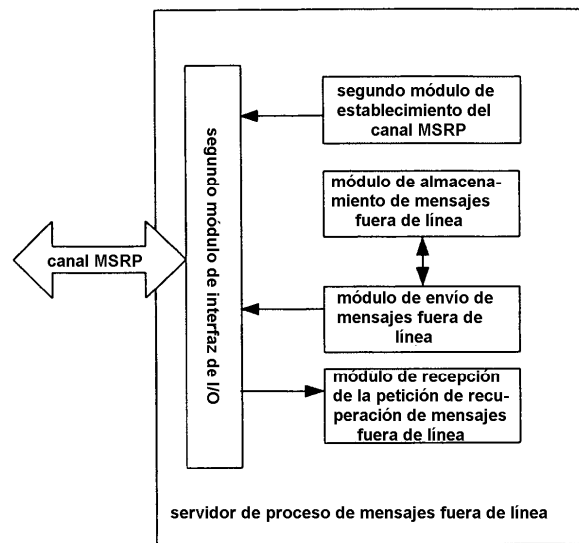 segundo módulo de
establecimiento del
canal MSRP
módulo de almacena-
miento de mensajes
fuera de línea
segundo módulo de interfaz de I/O
canal MSRP
módulo de envío de
mensajes fuera de
línea
módulo de recepción
de la petición de recu-
peración de mensajes
fuera de línea
servidor de proceso de mensajes fuera de línea